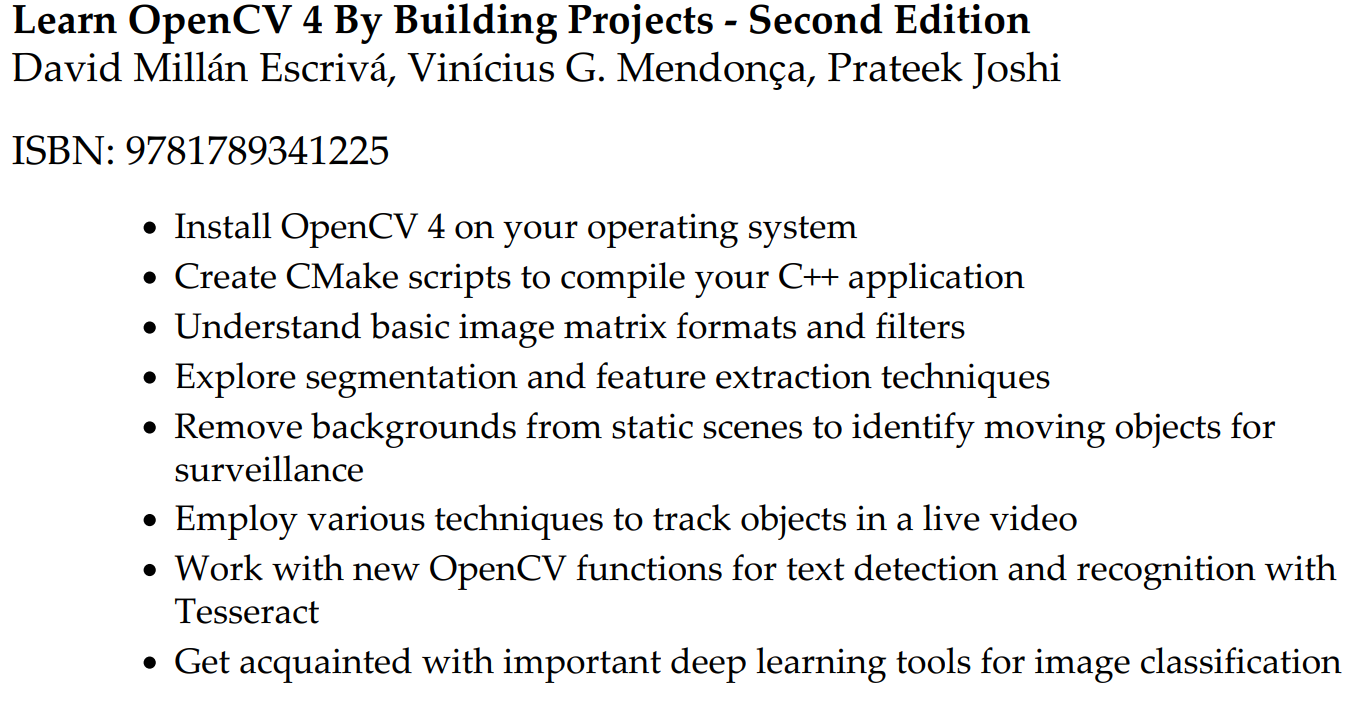 Learn OpenCV 4 By Building Projects - Second Edition
David Millán Escrivá, Vinícius G. Mendonça, Prateek Joshi
ISBN: 9781789341225
• Install OpenCV 4 on your operating system
• Create CMake scripts to compile your C++ application
• Understand basic image matrix formats and filters
• Explore segmentation and feature extraction techniques
• Remove backgrounds from static scenes to identify moving objects for
surveillance
• Employ various techniques to track objects in a live video
• Work with new OpenCV functions for text detection and recognition with
Tesseract
• Get acquainted with important deep learning tools for image classification